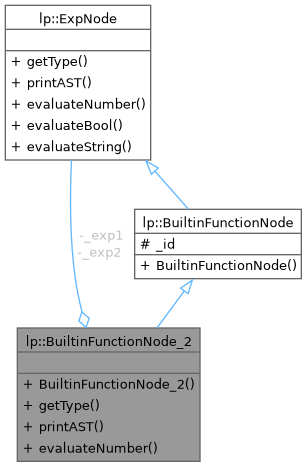 lp::ExpNode
+ getType()
+ printAST()
+ evaluateNumber()
+ evaluateBool()
+ evaluateString()
-_exp1
-_exp2
lp::BuiltinFunctionNode
# _id
+ BuiltinFunctionNode()
lp::BuiltinFunctionNode_2
+ BuiltinFunctionNode_2()
+ getType()
+ printAST()
+ evaluateNumber()